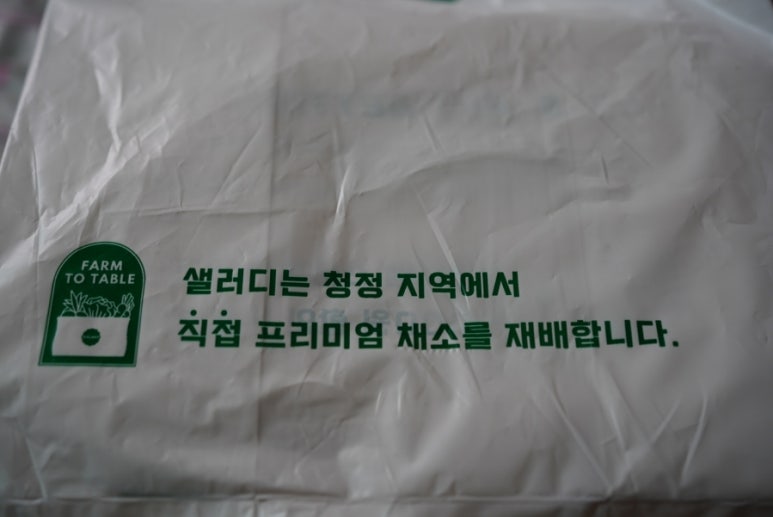 FARM
TO TABLE
샐러디는 청정 지역에서
직접 프리미엄 채소를 재배합니다.